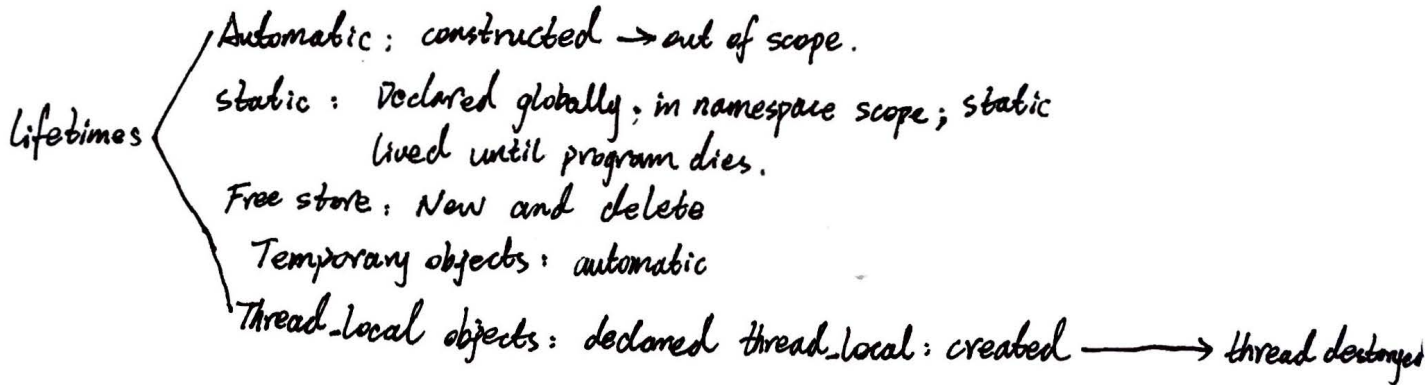 Automatic: constructed → out of scope.
static: Declared globally; in namespace scope; static
lifetimes
lived until program dies.
Free store: New and delete
Temporary objects: automatic
Thread_local objects: declared thread_local: created → thread destroyed